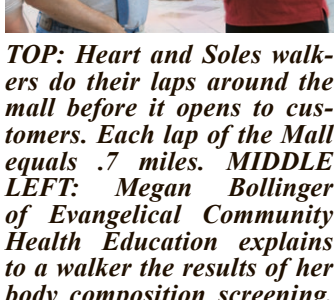 TOP: Heart and Soles walk-
ers do their laps around the
mall before it opens to cus-
tomers. Each lap of the Mall
equals .7 miles. MIDDLE
LEFT: Megan Bollinger
of Evangelical Community
Health Education explains
to a walker the results of her
body composition screening.